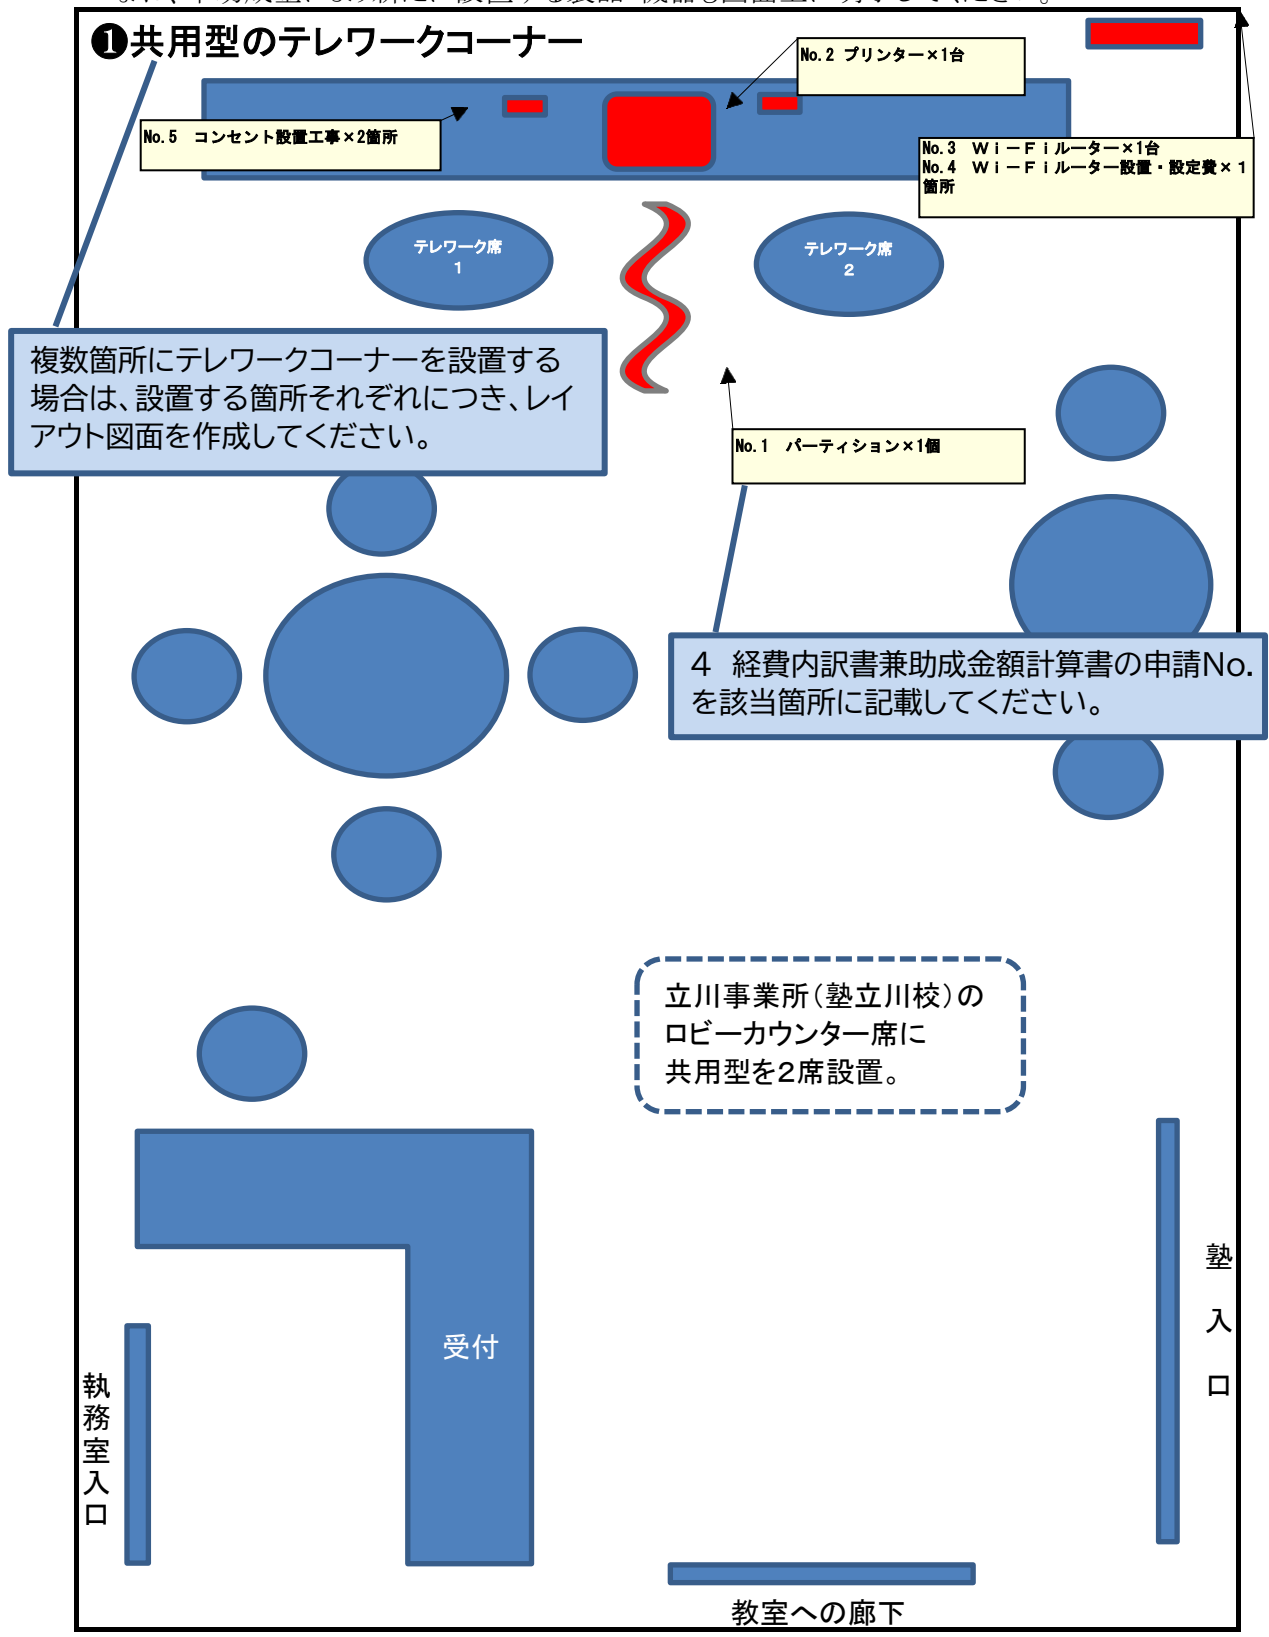 ❶共用型のテレワークコーナー
No.2 プリンター×1台
No.5 コンセント設置工事×2箇所
No.3 Ｗｉ－Ｆｉルーター×1台
No.4 Ｗｉ－Ｆｉルーター設置・設定費×１
箇所
テレワーク席
1
テレワーク席
2
複数箇所にテレワークコーナーを設置する
場合は、設置する箇所それぞれにつき、レイ
アウト図面を作成してください。
No.1 パーティション×1個
４ 経費内訳書兼助成金額計算書の申請No.
を該当箇所に記載してください。
立川事業所(塾立川校)の
ロビーカウンター席に
共用型を2席設置。
塾入口
受付
執務室入口
教室への廊下